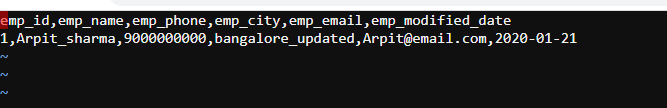 emp_id,emp_name,emp_phone,emp_city,emp_email,emp_modified_date
1,Arpit_sharma,9000000000,bangalore_updated,Arpit@email.com,2020-01-21
~
~
~